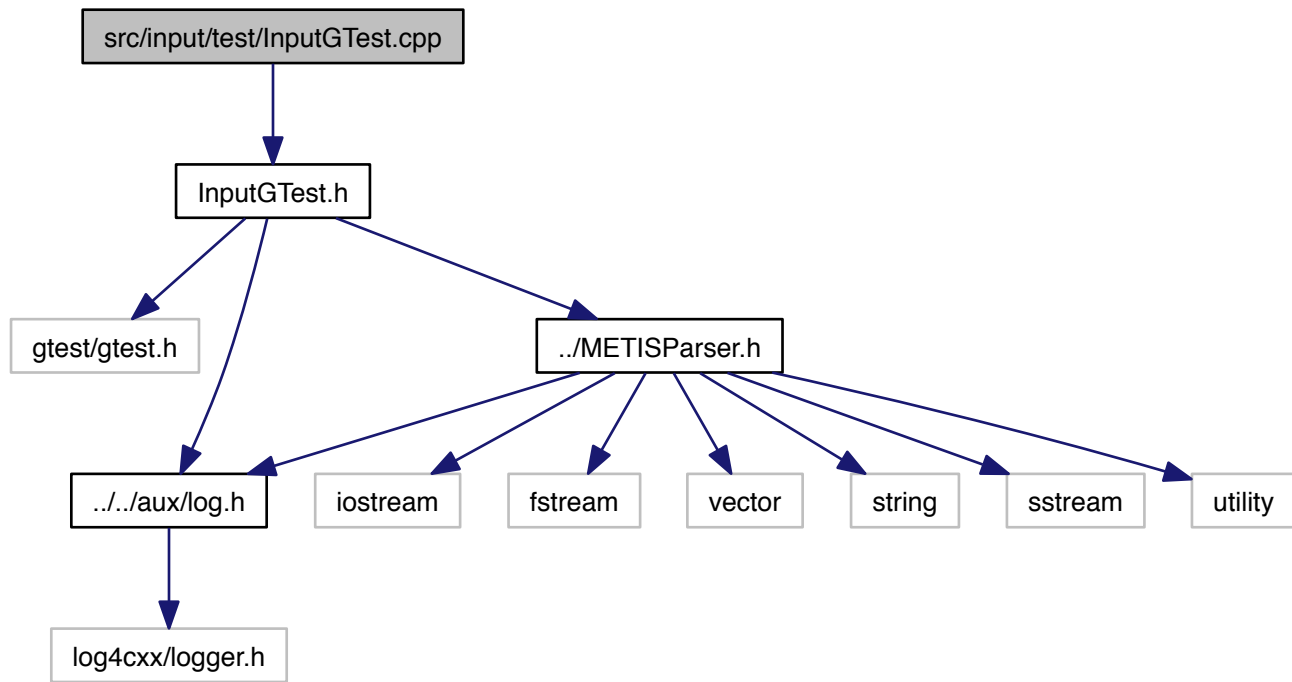 src/input/test/InputGTest.cpp
InputGTest.h
gtest/gtest.h
../METISParser.h
../../aux/log.h
iostream
fstream
vector
string
sstream
utility
log4cxx/logger.h